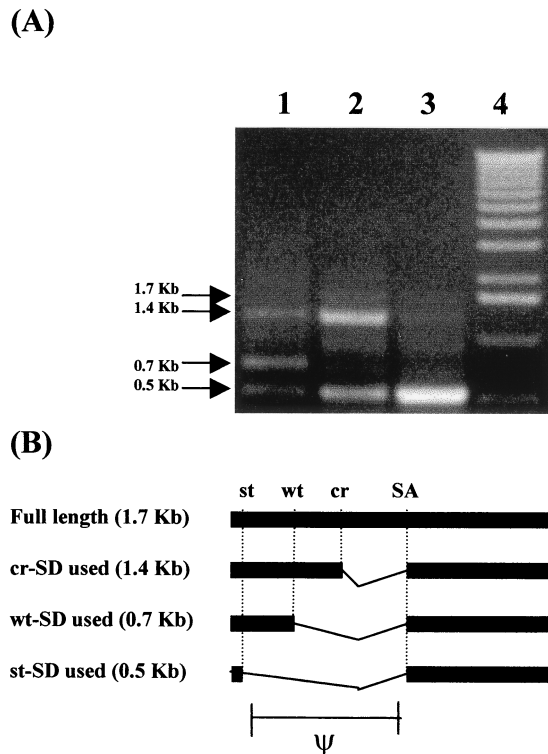 (A)
1 2 3 4
1.7 Kb
1.4 Kb
0.7 Kb
0.5 Kb
(B)
st wt cr SA
Full length (1.7 Kb)
cr-SD used (1.4 Kb)
wt-SD used (0.7 Kb)
st-SD used (0.5 Kb)
Ψ